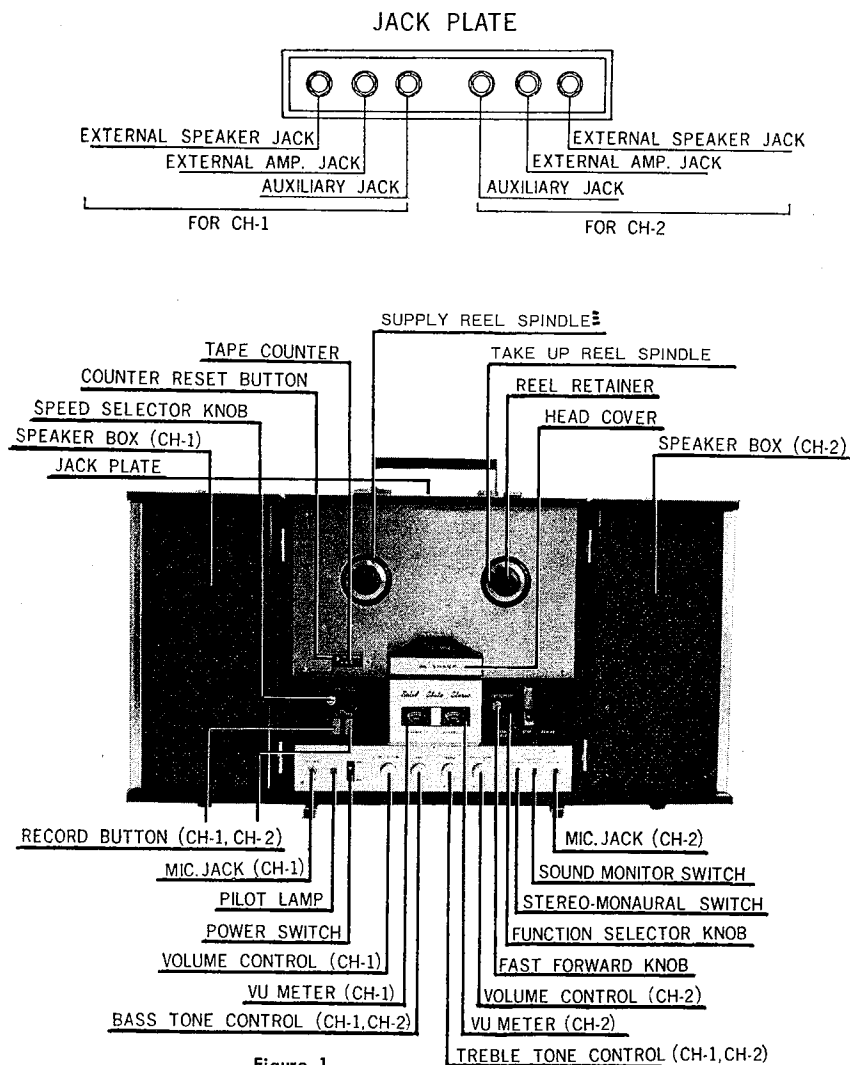 JACK PLATE
EXTERNAL SPEAKER JACK
EXTERNAL SPEAKER JACK
EXTERNAL AMP. JACK
EXTERNAL AMP. JACK
AUXILIARY JACK
AUXILIARY JACK
FOR CH-1
FOR CH-2
SUPPLY REEL SPINDLE
TAPE COUNTER
TAKE UP REEL SPINDLE
COUNTER RESET BUTTON
REEL RETAINER
SPEED SELECTOR KNOB
HEAD COVER
SPEAKER BOX (CH-1)
SPEAKER BOX (CH-2)
JACK PLATE
Solid State Stereo
RECORD BUTTON (CH-1, CH-2)
MIC. JACK (CH-2)
MIC. JACK (CH-1)
SOUND MONITOR SWITCH
PILOT LAMP
STEREO-MONAURAL SWITCH
POWER SWITCH
FUNCTION SELECTOR KNOB
VOLUME CONTROL (CH-1)
FAST FORWARD KNOB
VU METER (CH-1)
VOLUME CONTROL (CH-2)
BASS TONE CONTROL (CH-1, CH-2)
VU METER (CH-2)
TREBLE TONE CONTROL (CH-1, CH-2)
Figure 1